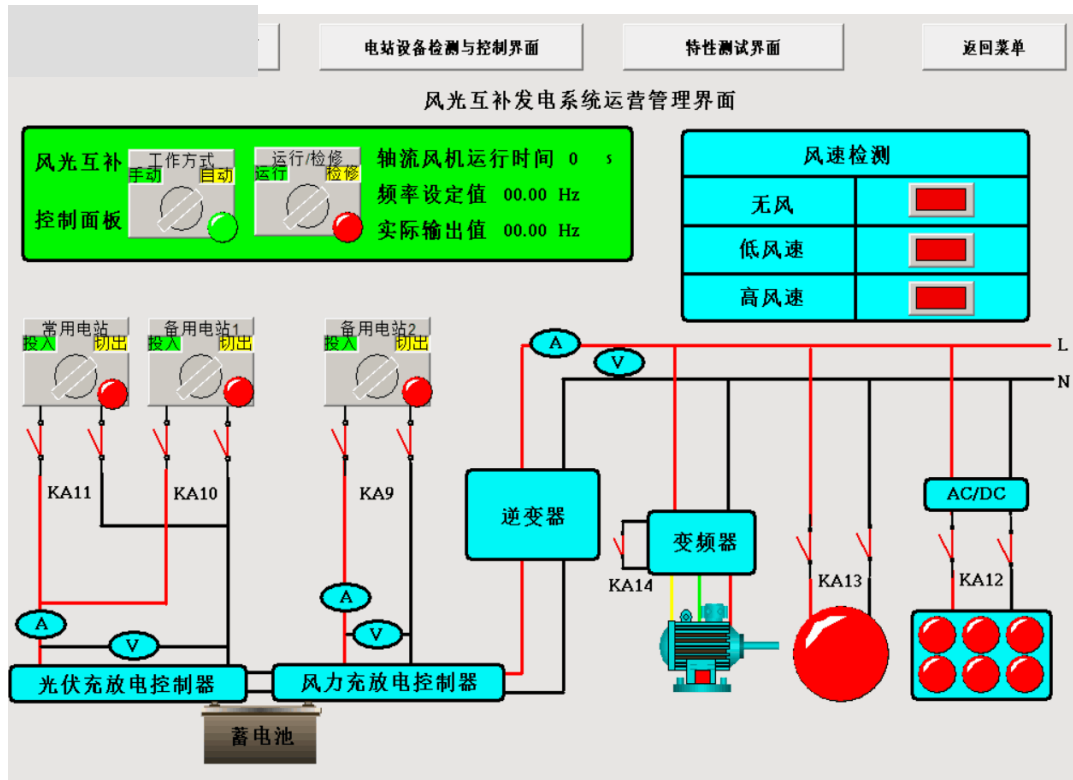 电站设备检测与控制界面
特性测试界面
返回菜单
风光互补发电系统运营管理界面
风光互补
控制面板
工作方式
手动 自动
运行/检修
运行 检修
轴流风机运行时间 0 s
频率设定值 00.00 Hz
实际输出值 00.00 Hz
风速检测
无风
低风速
高风速
常用电站
投入 切出
备用电站1
投入 切出
备用电站2
投入 切出
A
V
L
N
KA11
KA10
KA9
逆变器
KA14
变频器
KA13
AC/DC
KA12
A
V
A
V
光伏充放电控制器
风力充放电控制器
蓄电池